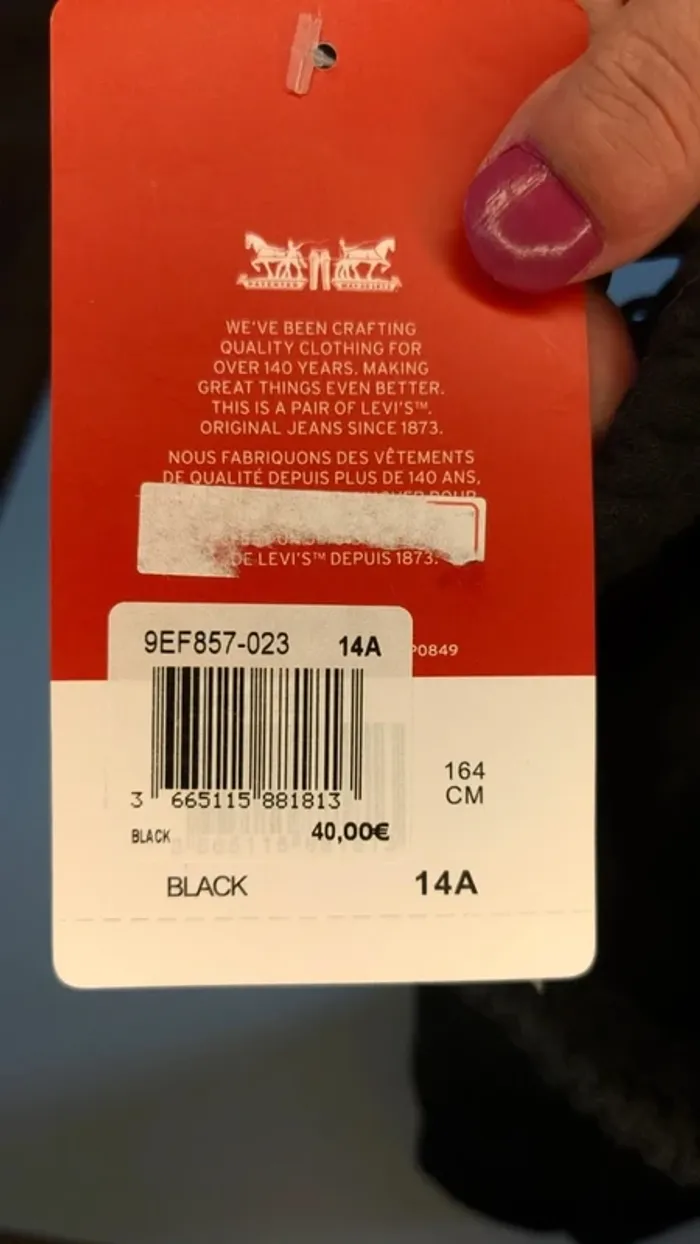 WE'VE BEEN CRAFTING
QUALITY CLOTHING FOR
OVER 140 YEARS. MAKING
GREAT THINGS EVEN BETTER.
THIS IS A PAIR OF LEVI'S™.
ORIGINAL JEANS SINCE 1873.
NOUS FABRIQUONS DES VÊTEMENTS
DE QUALITÉ DEPUIS PLUS DE 140 ANS,
POUR
DE LEVI'S™ DEPUIS 1873.
9EF857-023 14A
P0849
3 665115 881813
164
CM
BLACK 40,00€
BLACK 14A